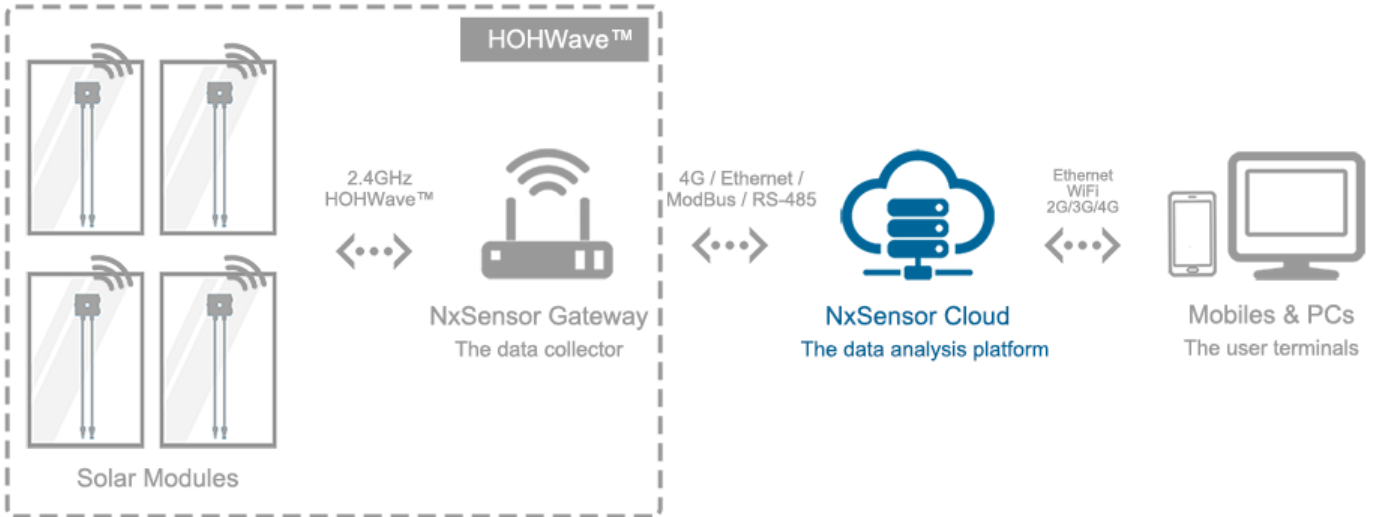 HOHWave™
2.4GHz
HOHWave™
4G / Ethernet /
ModBus / RS-485
Ethernet
WiFi
2G/3G/4G
NxSensor Gateway
The data collector
NxSensor Cloud
The data analysis platform
Mobiles & PCs
The user terminals
Solar Modules